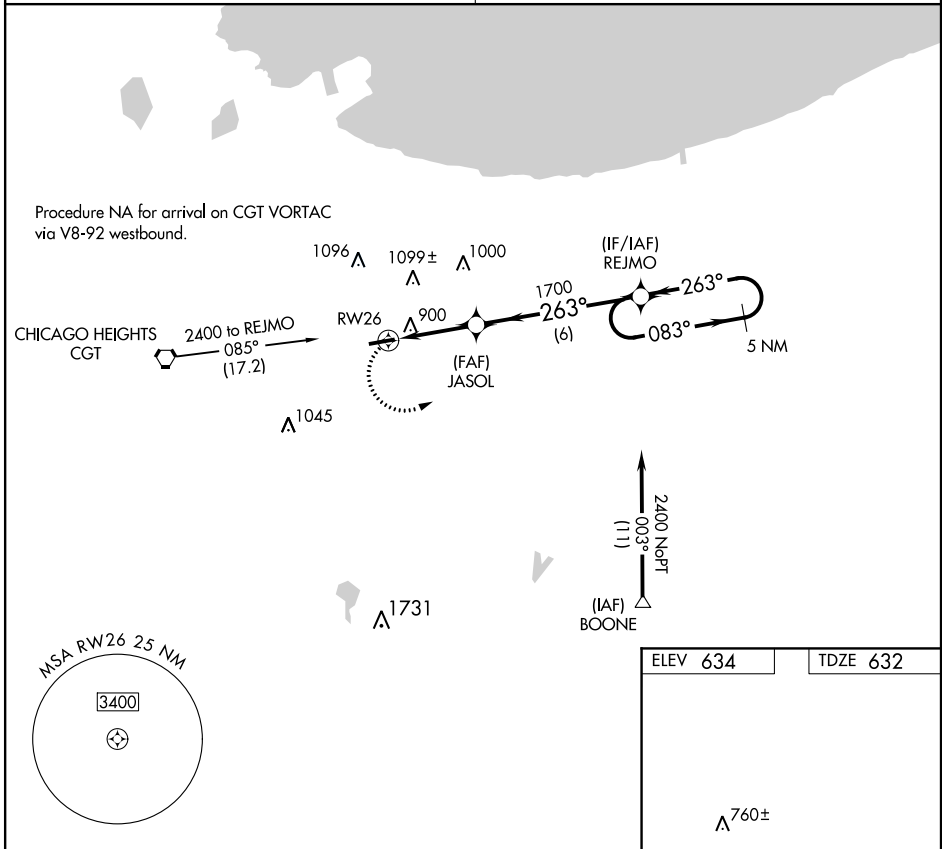 Procedure NA for arrival on CGT VORTAC
via V8-92 westbound.
1096
1099±
1000
(IF/IAF)
REJMO
1700
263°
(6)
263°
083°
5 NM
RW26
900
CHICAGO HEIGHTS
CGT
2400 to REJMO
085°
(17.2)
(FAF)
JASOL
1045
2400 NoPT
003°
(11)
(IAF)
BOONE
1731
MSA RW26 25 NM
3400
ELEV 634
TDZE 632
760±